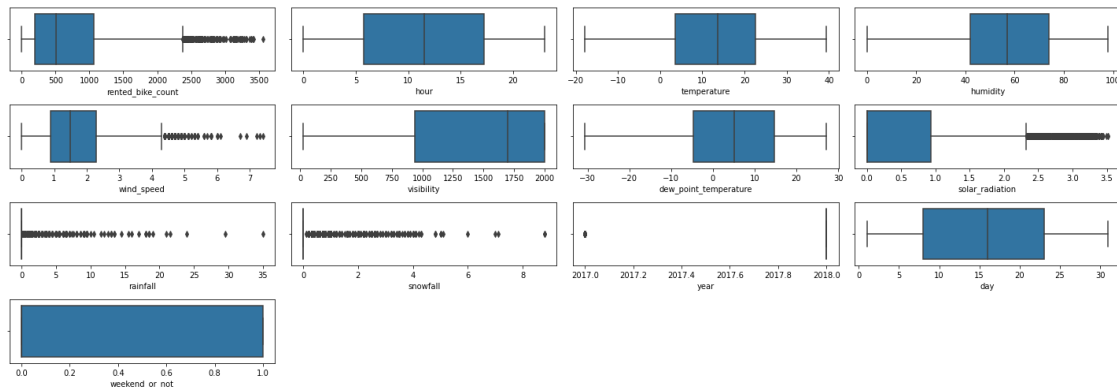 0 500 1000 1500 2000 2500 3000 3500
rented_bike_count
0 5 10 15 20
hour
−20 −10 0 10 20 30 40
temperature
0 20 40 60 80 100
humidity
0 1 2 3 4 5 6 7
wind_speed
0 250 500 750 1000 1250 1500 1750 2000
visibility
−30 −20 −10 0 10 20 30
dew_point_temperature
0.0 0.5 1.0 1.5 2.0 2.5 3.0 3.5
solar_radiation
0 5 10 15 20 25 30 35
rainfall
0 2 4 6 8
snowfall
2017.0 2017.2 2017.4 2017.6 2017.8 2018.0
year
0 5 10 15 20 25 30
day
0.0 0.2 0.4 0.6 0.8 1.0
weekend_or_not